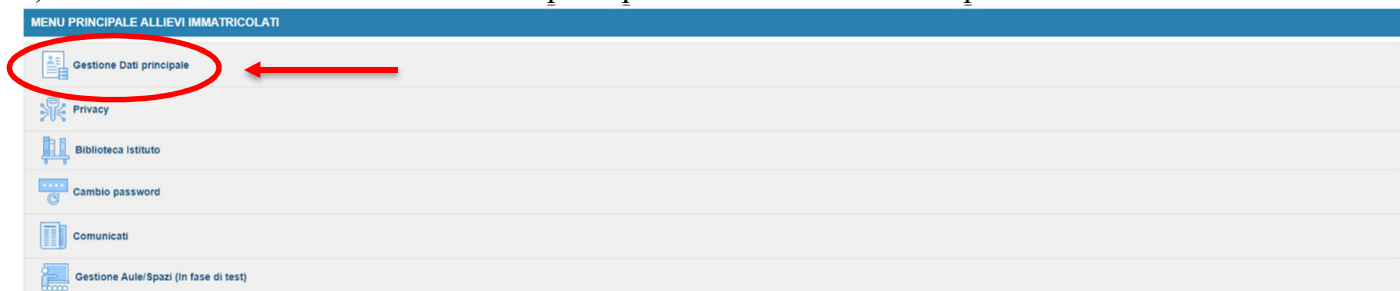 MENU PRINCIPALE ALLIEVI IMMATRICOLATI
Gestione Dati principale
Privacy
Biblioteca Istituto
Cambio password
Comunicati
Gestione Aule/Spazi (In fase di test)